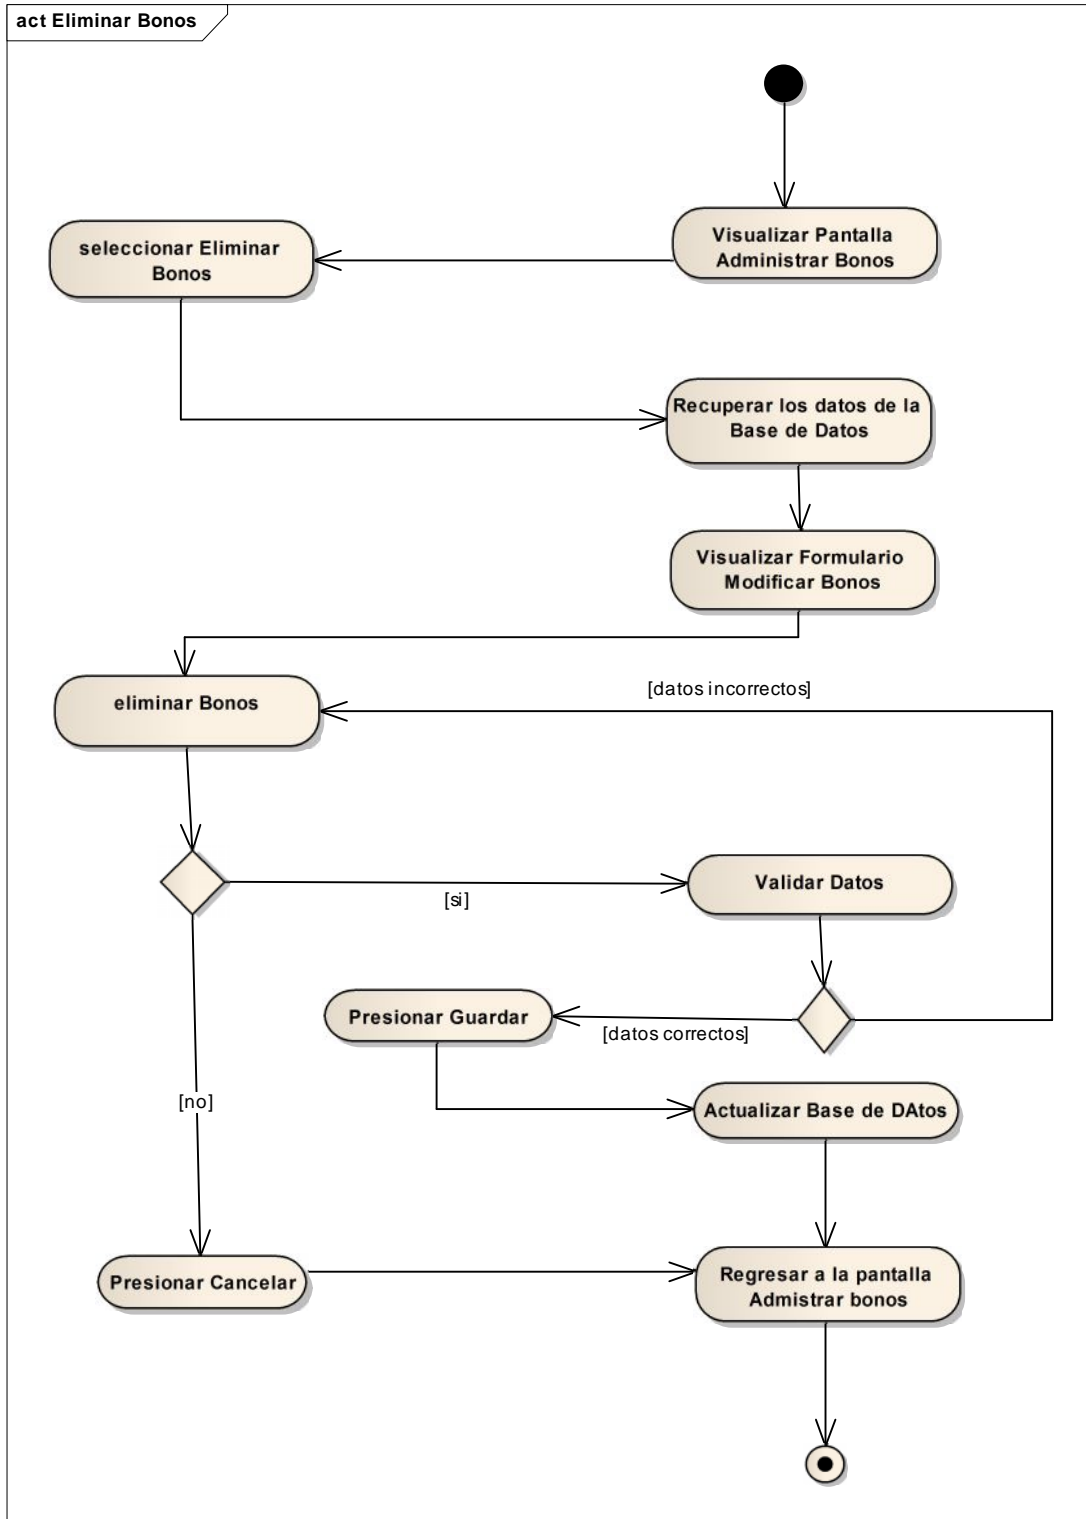 act Eliminar Bonos
Visualizar Pantalla
Administrar Bonos
seleccionar Eliminar
Bonos
Recuperar los datos de la
Base de Datos
Visualizar Formulario
Modificar Bonos
eliminar Bonos
[datos incorrectos]
[si]
Validar Datos
Presionar Guardar
[datos correctos]
[no]
Actualizar Base de DAtos
Presionar Cancelar
Regresar a la pantalla
Admistrar bonos